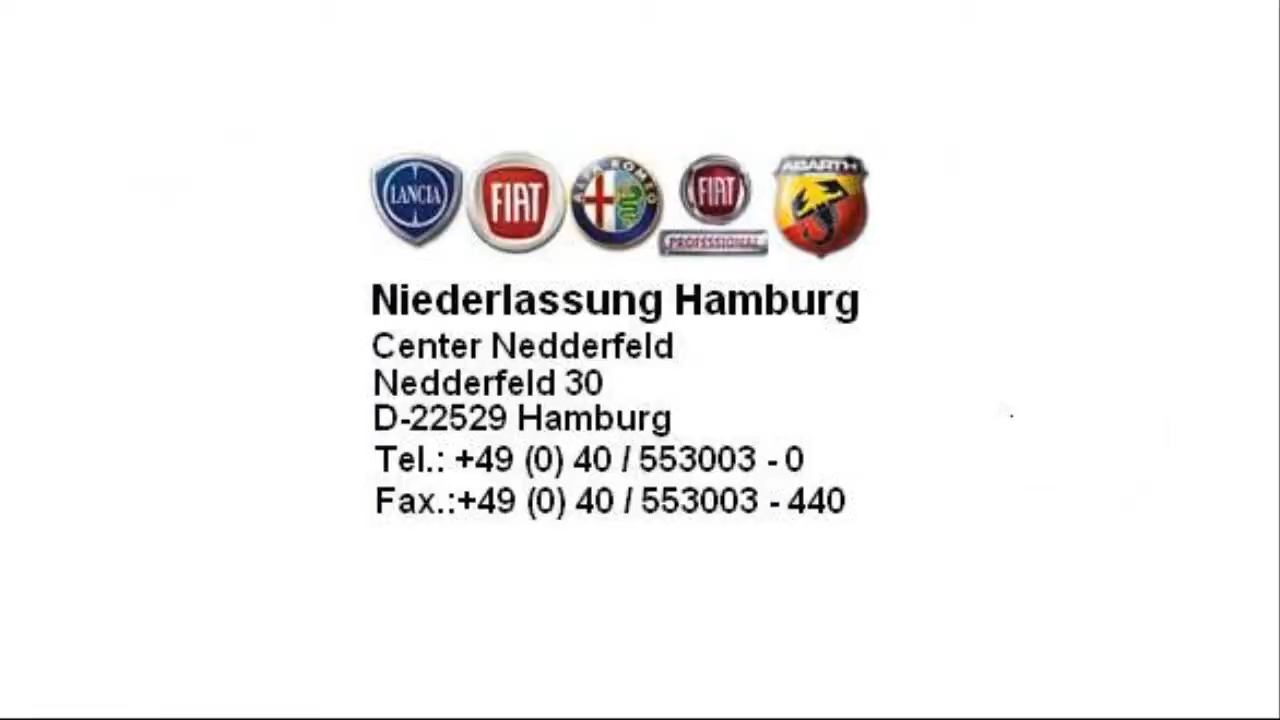 LANCIA FIAT ALFA ROMEO FIAT ABARTH
PROFESSIONAL
Niederlassung Hamburg
Center Nedderfeld
Nedderfeld 30
D-22529 Hamburg
Tel.: +49 (0) 40 / 553003 - 0
Fax.:+49 (0) 40 / 553003 - 440